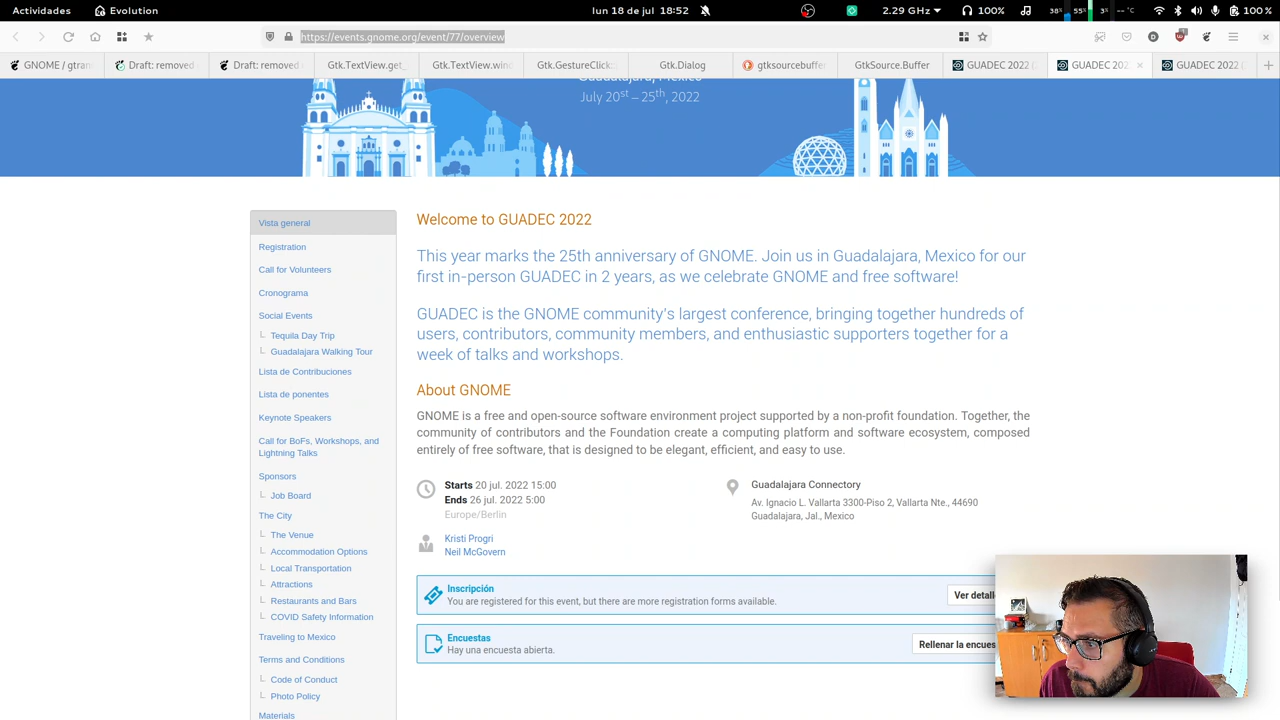 Actividades
Evolution
lun 18 de jul • 18:52
2.29 GHz
100%
38%
55%
3%
-- °C
100 %
https://events.gnome.org/event/77/overview
GNOME / gtran
Draft: removed
Draft: removed
Gtk.TextView.get_
Gtk.TextView.win
Gtk.GestureClick:
Gtk.Dialog
gtksourcebuffer
GtkSource.Buffer
GUADEC 2022 (
GUADEC 202
GUADEC 2022 (
Guadalajara, Mexico
July 20st – 25th, 2022
Vista general
Registration
Call for Volunteers
Cronograma
Social Events
Tequila Day Trip
Guadalajara Walking Tour
Lista de Contribuciones
Lista de ponentes
Keynote Speakers
Call for BoFs, Workshops, and
Lightning Talks
Sponsors
Job Board
The City
The Venue
Accommodation Options
Local Transportation
Attractions
Restaurants and Bars
COVID Safety Information
Traveling to Mexico
Terms and Conditions
Code of Conduct
Photo Policy
Materials
Welcome to GUADEC 2022
This year marks the 25th anniversary of GNOME. Join us in Guadalajara, Mexico for our
first in-person GUADEC in 2 years, as we celebrate GNOME and free software!
GUADEC is the GNOME community's largest conference, bringing together hundreds of
users, contributors, community members, and enthusiastic supporters together for a
week of talks and workshops.
About GNOME
GNOME is a free and open-source software environment project supported by a non-profit foundation. Together, the
community of contributors and the Foundation create a computing platform and software ecosystem, composed
entirely of free software, that is designed to be elegant, efficient, and easy to use.
Starts 20 jul. 2022 15:00
Ends 26 jul. 2022 5:00
Europe/Berlin
Guadalajara Connectory
Av. Ignacio L. Vallarta 3300-Piso 2, Vallarta Nte., 44690
Guadalajara, Jal., Mexico
Kristi Progri
Neil McGovern
Inscripción
You are registered for this event, but there are more registration forms available.
Ver detall
Encuestas
Hay una encuesta abierta.
Rellenar la encues